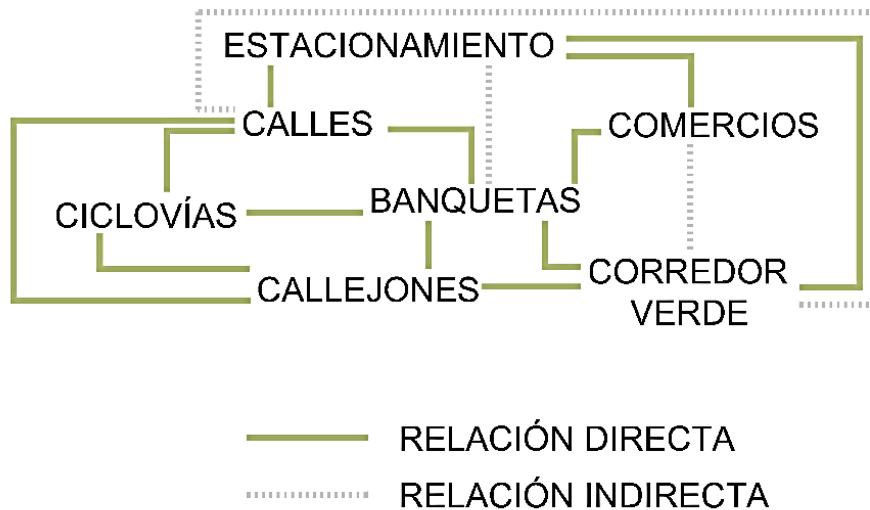 ESTACIONAMIENTO
CALLES
COMERCIOS
BANQUETAS
CICLOVÍAS
CORREDOR
VERDE
CALLEJONES
RELACIÓN DIRECTA
RELACIÓN INDIRECTA